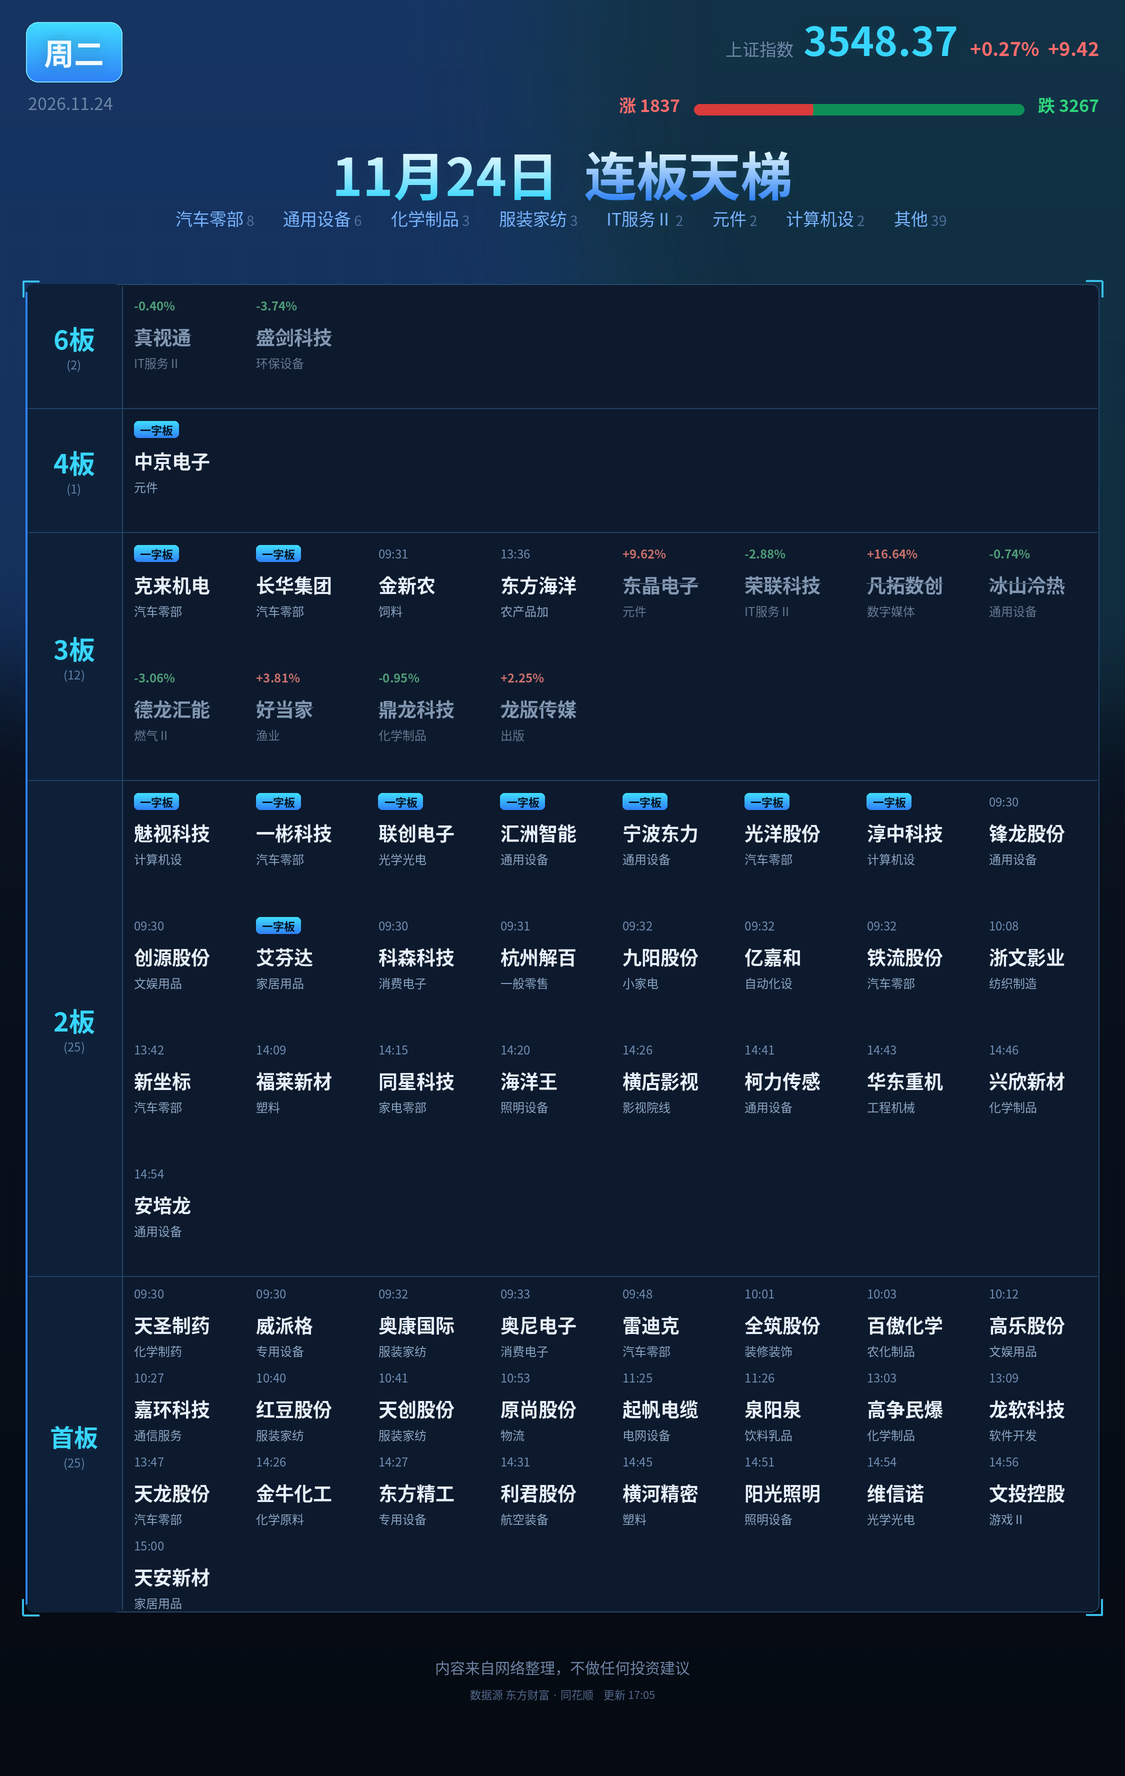 周二
2026.11.24
上证指数 3548.37 +0.27% +9.42
涨 1837 跌 3267
11月24日 连板天梯
汽车零部 8 通用设备 6 化学制品 3 服装家纺 3 IT服务Ⅱ 2 元件 2 计算机设 2 其他 39
6板
(2)
-0.40% -3.74%
真视通 盛剑科技
IT服务Ⅱ 环保设备
4板
(1)
一字板
中京电子
元件
3板
(12)
一字板 一字板 09:31 13:36 +9.62% -2.88% +16.64% -0.74%
克来机电 长华集团 金新农 东方海洋 东晶电子 荣联科技 凡拓数创 冰山冷热
汽车零部 汽车零部 饲料 农产品加 元件 IT服务Ⅱ 数字媒体 通用设备
-3.06% +3.81% -0.95% +2.25%
德龙汇能 好当家 鼎龙科技 龙版传媒
燃气Ⅱ 渔业 化学制品 出版
2板
(25)
一字板 一字板 一字板 一字板 一字板 一字板 一字板 09:30
魅视科技 一彬科技 联创电子 汇洲智能 宁波东力 光洋股份 淳中科技 锋龙股份
计算机设 汽车零部 光学光电 通用设备 通用设备 汽车零部 计算机设 通用设备
09:30 一字板 09:30 09:31 09:32 09:32 09:32 10:08
创源股份 艾芬达 科森科技 杭州解百 九阳股份 亿嘉和 铁流股份 浙文影业
文娱用品 家居用品 消费电子 一般零售 小家电 自动化设 汽车零部 纺织制造
13:42 14:09 14:15 14:20 14:26 14:41 14:43 14:46
新坐标 福莱新材 同星科技 海洋王 横店影视 柯力传感 华东重机 兴欣新材
汽车零部 塑料 家电零部 照明设备 影视院线 通用设备 工程机械 化学制品
14:54
安培龙
通用设备
首板
(25)
09:30 09:30 09:32 09:33 09:48 10:01 10:03 10:12
天圣制药 威派格 奥康国际 奥尼电子 雷迪克 全筑股份 百傲化学 高乐股份
化学制药 专用设备 服装家纺 消费电子 汽车零部 装修装饰 农化制品 文娱用品
10:27 10:40 10:41 10:53 11:25 11:26 13:03 13:09
嘉环科技 红豆股份 天创股份 原尚股份 起帆电缆 泉阳泉 高争民爆 龙软科技
通信服务 服装家纺 服装家纺 物流 电网设备 饮料乳品 化学制品 软件开发
13:47 14:26 14:27 14:31 14:45 14:51 14:54 14:56
天龙股份 金牛化工 东方精工 利君股份 横河精密 阳光照明 维信诺 文投控股
汽车零部 化学原料 专用设备 航空装备 塑料 照明设备 光学光电 游戏Ⅱ
15:00
天安新材
家居用品
内容来自网络整理，不做任何投资建议
数据源 东方财富 · 同花顺 更新 17:05